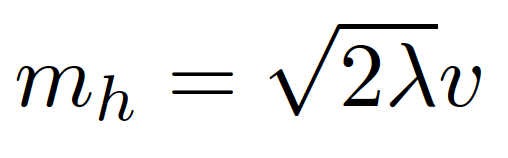 $m_h = \sqrt{2\lambda}v$